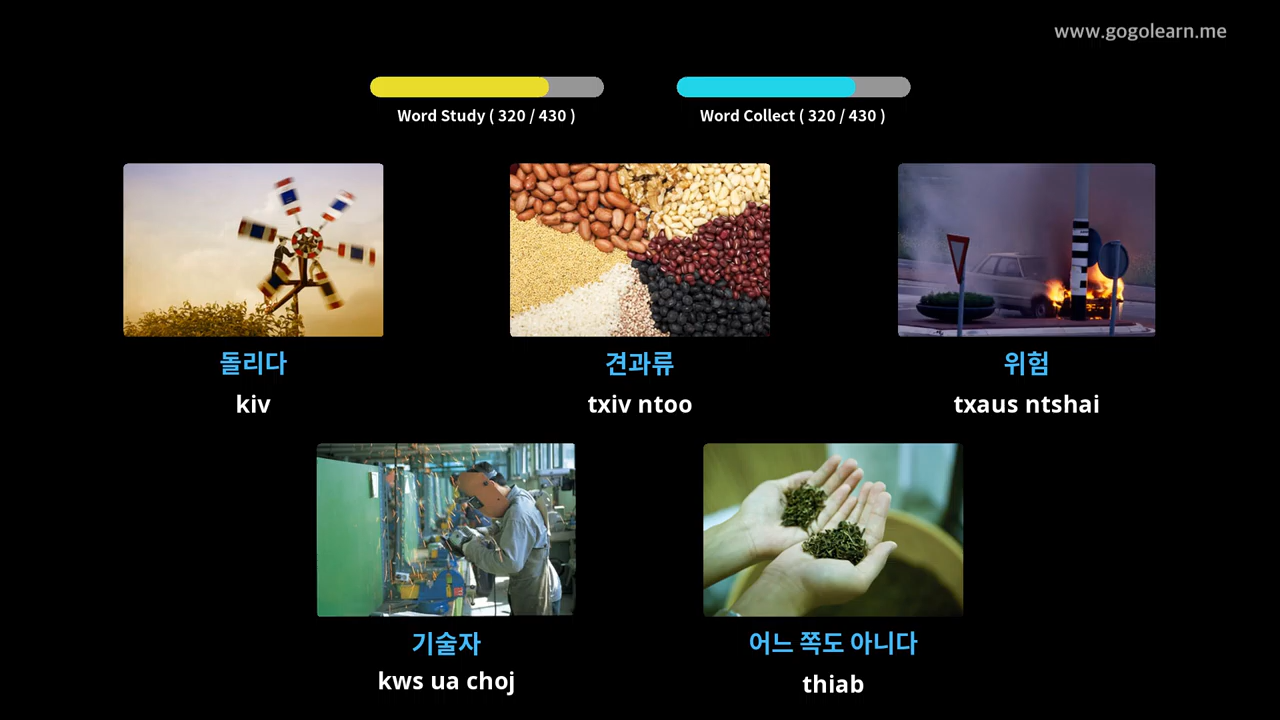 www.gogolearn.me
Word Study ( 320 / 430 )
Word Collect ( 320 / 430 )
돌리다
kiv
견과류
txiv ntoo
위험
txaus ntshai
기술자
kws ua choj
어느 쪽도 아니다
thiab